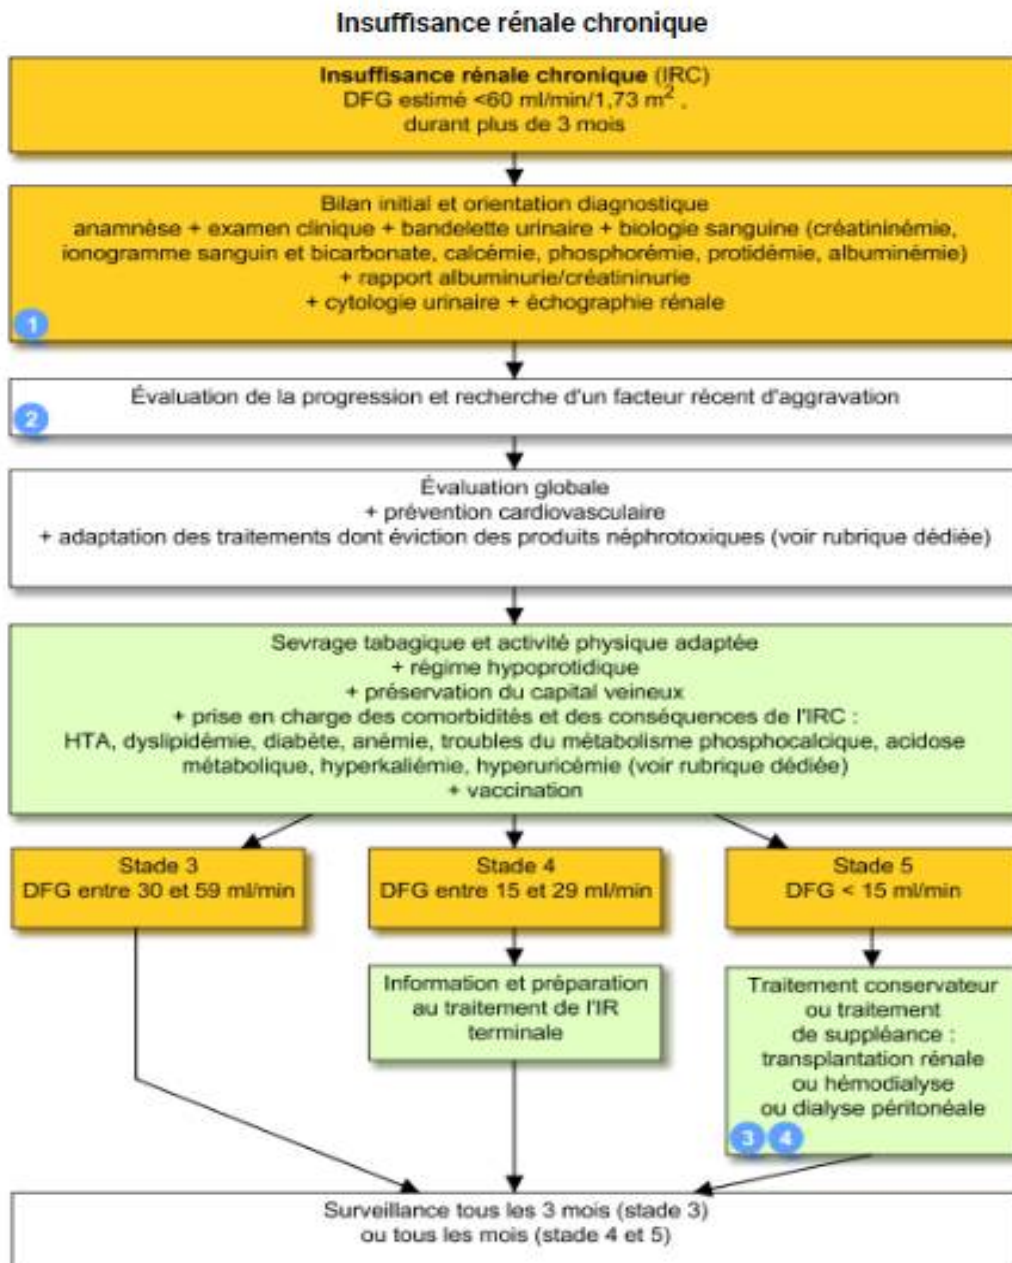 Insuffisance rénale chronique
Insuffisance rénale chronique (IRC)
DFG estimé <60 ml/min/1,73 m² ,
durant plus de 3 mois
Bilan initial et orientation diagnostique
anamnèse + examen clinique + bandelette urinaire + biologie sanguine (créatininémie,
ionogramme sanguin et bicarbonate, calcémie, phosphorémie, protidémie, albuminémie)
+ rapport albuminurie/créatininurie
+ cytologie urinaire + échographie rénale
1
Évaluation de la progression et recherche d'un facteur récent d'aggravation
2
Évaluation globale
+ prévention cardiovasculaire
+ adaptation des traitements dont éviction des produits néphrotoxiques (voir rubrique dédiée)
Sevrage tabagique et activité physique adaptée
+ régime hypoprotidique
+ préservation du capital veineux
+ prise en charge des comorbidités et des conséquences de l'IRC :
HTA, dyslipidémie, diabète, anémie, troubles du métabolisme phosphocalcique, acidose
métabolique, hyperkaliémie, hyperuricémie (voir rubrique dédiée)
+ vaccination
Stade 3
DFG entre 30 et 59 ml/min
Stade 4
DFG entre 15 et 29 ml/min
Stade 5
DFG < 15 ml/min
Information et préparation
au traitement de l'IR
terminale
Traitement conservateur
ou traitement
de suppléance :
transplantation rénale
ou hémodialyse
ou dialyse péritonéale
3 4
Surveillance tous les 3 mois (stade 3)
ou tous les mois (stade 4 et 5)